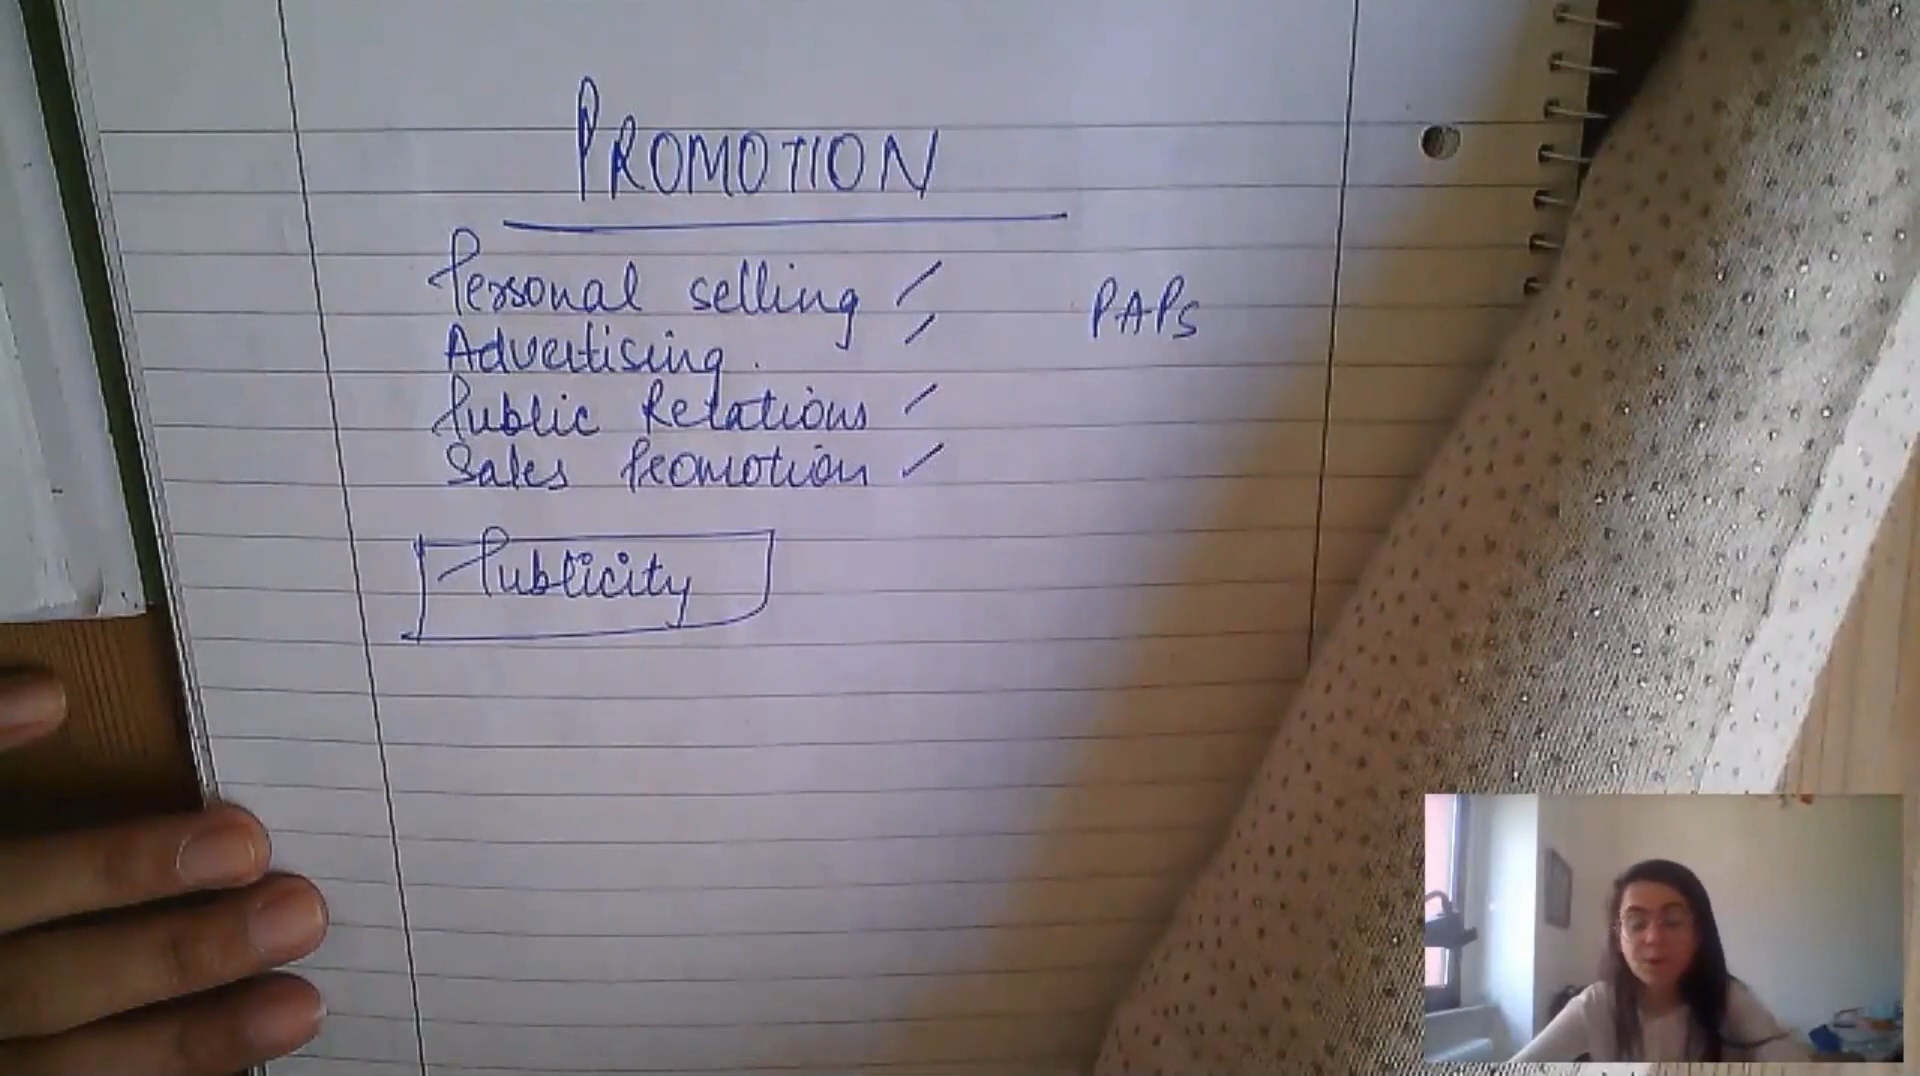 PROMOTION
Personal selling
PAPs
Advertising.
Public Relations
Sales Promotion
Publicity